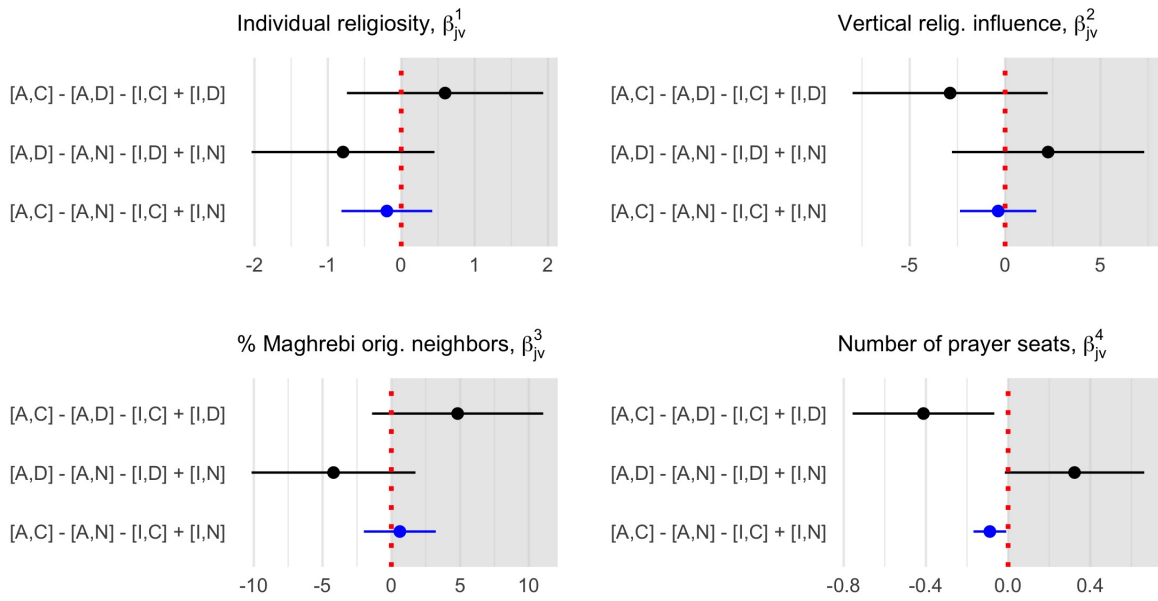 Individual religiosity, β¹ⱼᵥ
[A,C] - [A,D] - [I,C] + [I,D]
[A,D] - [A,N] - [I,D] + [I,N]
[A,C] - [A,N] - [I,C] + [I,N]
-2 -1 0 1 2
Vertical relig. influence, β²ⱼᵥ
[A,C] - [A,D] - [I,C] + [I,D]
[A,D] - [A,N] - [I,D] + [I,N]
[A,C] - [A,N] - [I,C] + [I,N]
-5 0 5
% Maghrebi orig. neighbors, β³ⱼᵥ
[A,C] - [A,D] - [I,C] + [I,D]
[A,D] - [A,N] - [I,D] + [I,N]
[A,C] - [A,N] - [I,C] + [I,N]
-10 -5 0 5 10
Number of prayer seats, β⁴ⱼᵥ
[A,C] - [A,D] - [I,C] + [I,D]
[A,D] - [A,N] - [I,D] + [I,N]
[A,C] - [A,N] - [I,C] + [I,N]
-0.8 -0.4 0.0 0.4